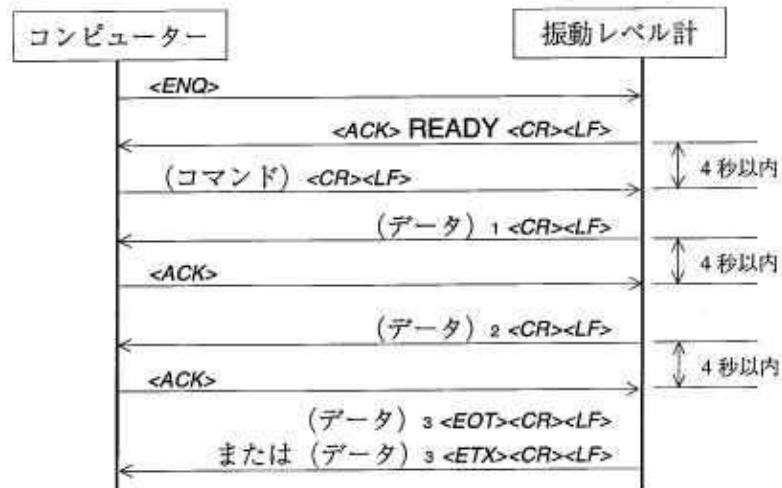 コンピューター
振動レベル計
<ENQ>
<ACK> READY <CR><LF>
4秒以内
(コマンド) <CR><LF>
(データ) 1 <CR><LF>
4秒以内
<ACK>
(データ) 2 <CR><LF>
4秒以内
<ACK>
(データ) 3 <EOT><CR><LF>
または (データ) 3 <ETX><CR><LF>